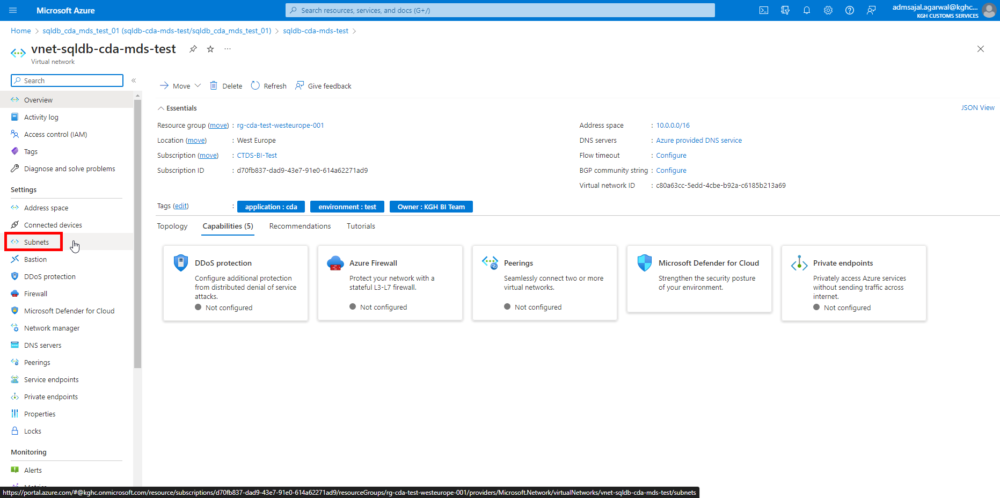 Microsoft Azure
Search resources, services, and docs (G+/)
admsajal.agarwal@kghc...
KGH CUSTOMS SERVICES
Home > sqldb_cda_mds_test_01 (sqldb-cda-mds-test/sqldb_cda_mds_test_01) > sqldb-cda-mds-test >
vnet-sqldb-cda-mds-test
Virtual network
Search
Overview
Activity log
Access control (IAM)
Tags
Diagnose and solve problems
Settings
Address space
Connected devices
Subnets
Bastion
DDoS protection
Firewall
Microsoft Defender for Cloud
Network manager
DNS servers
Peerings
Service endpoints
Private endpoints
Properties
Locks
Monitoring
Alerts
Move
Delete
Refresh
Give feedback
Essentials
JSON View
Resource group (move) : rg-cda-test-westeurope-001
Location (move) : West Europe
Subscription (move) : CTDS-BI-Test
Subscription ID : d70fb837-dad9-43e7-91e0-614a62271ad9
Address space : 10.0.0.0/16
DNS servers : Azure provided DNS service
Flow timeout : Configure
BGP community string : Configure
Virtual network ID : c80a63cc-5edd-4cbe-b92a-c6185b213a69
Tags (edit) : application : cda environment : test Owner : KGH BI Team
Topology Capabilities (5) Recommendations Tutorials
DDoS protection
Configure additional protection
from distributed denial of service
attacks.
Not configured
Azure Firewall
Protect your network with a
stateful L3-L7 firewall.
Not configured
Peerings
Seamlessly connect two or more
virtual networks.
Not configured
Microsoft Defender for Cloud
Strengthen the security posture
of your environment.
Private endpoints
Privately access Azure services
without sending traffic across
internet.
Not configured
https://portal.azure.com/#@kghc.onmicrosoft.com/resource/subscriptions/d70fb837-dad9-43e7-91e0-614a62271ad9/resourceGroups/rg-cda-test-westeurope-001/providers/Microsoft.Network/virtualNetworks/vnet-sqldb-cda-mds-test/subnets